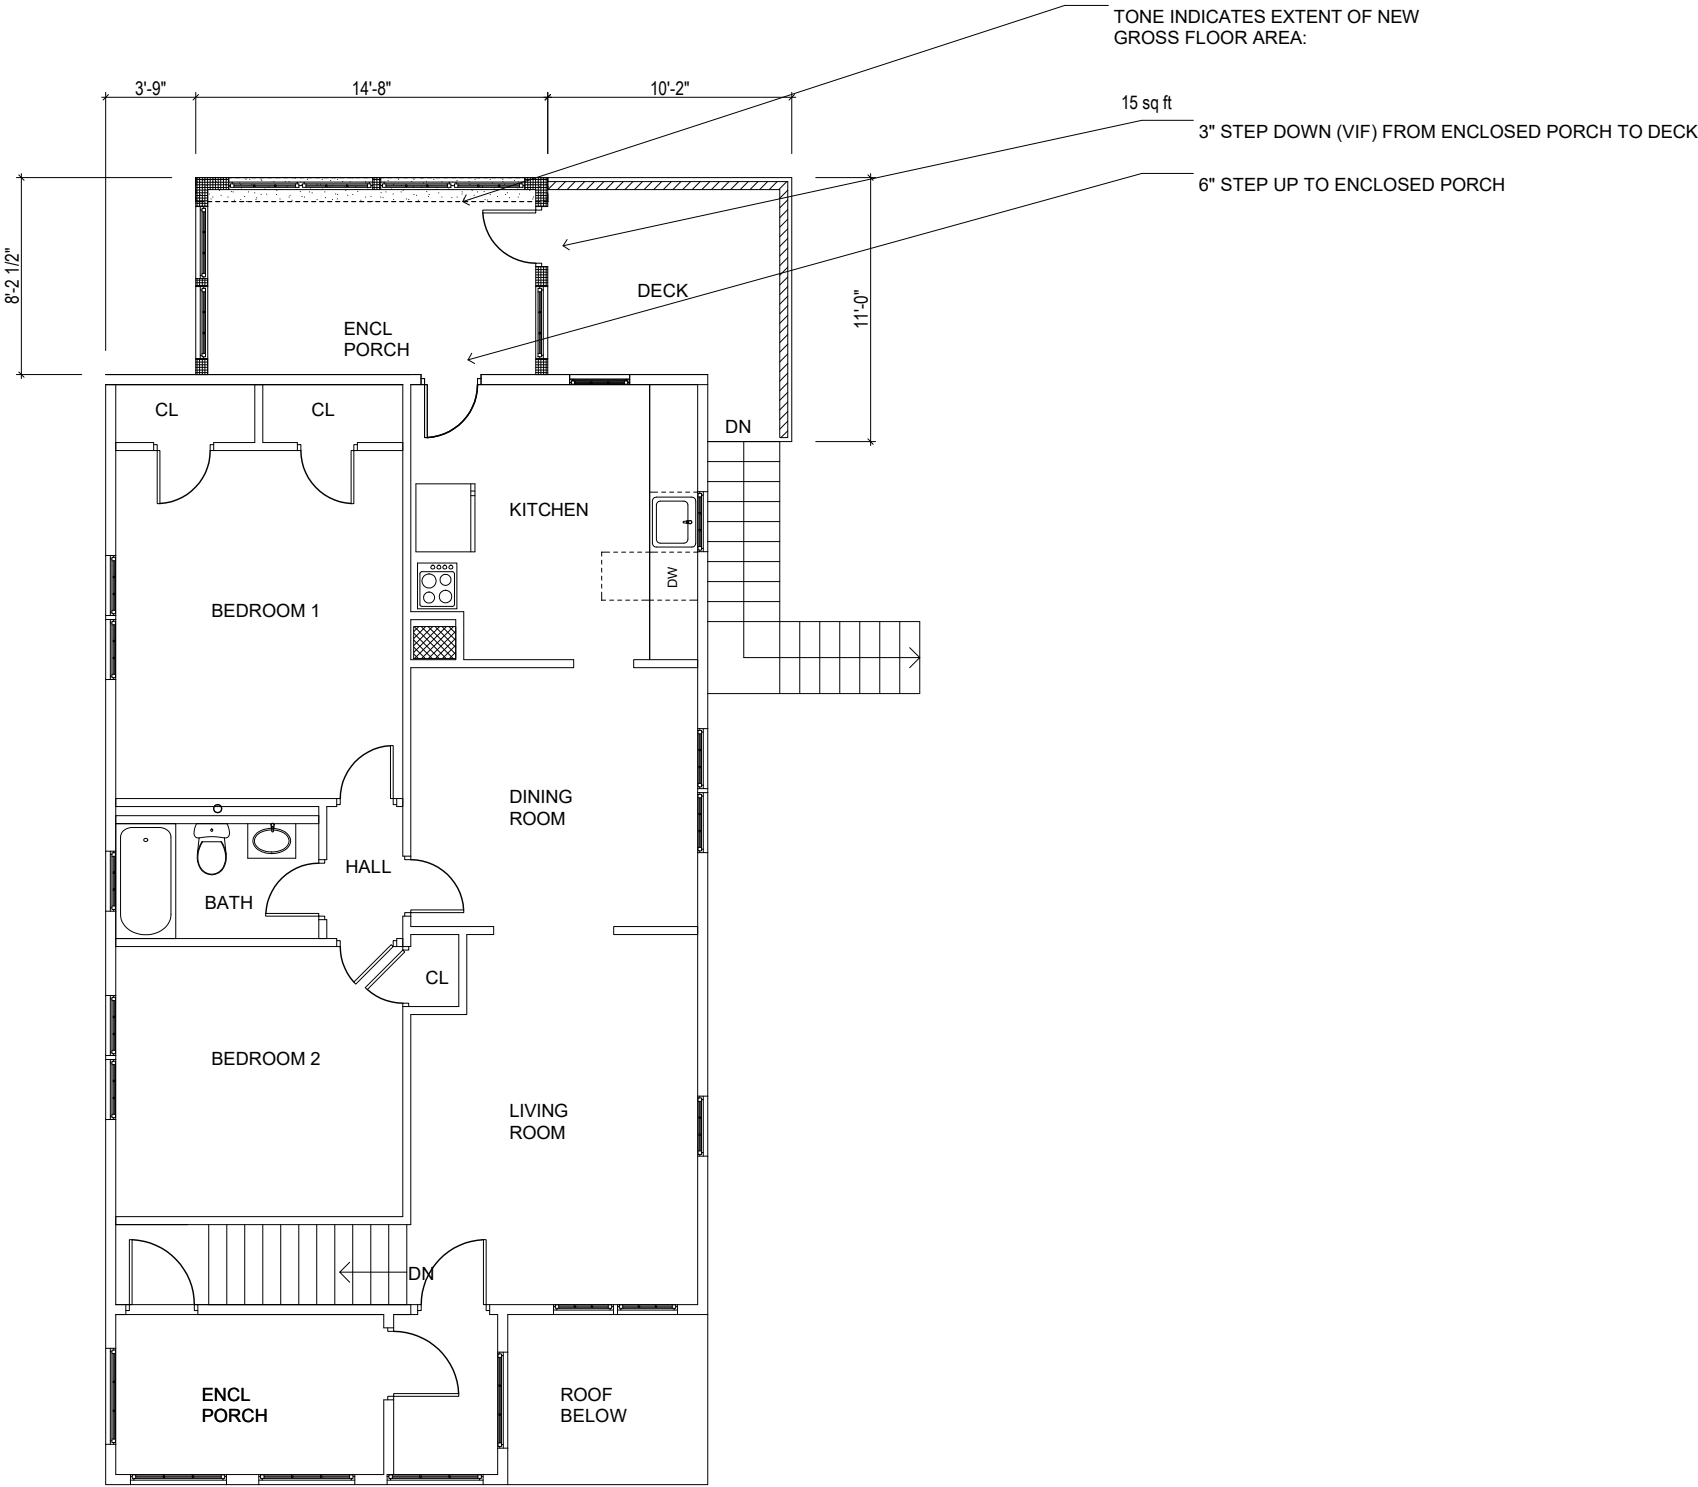 TONE INDICATES EXTENT OF NEW
GROSS FLOOR AREA:
3'-9"
14'-8"
10'-2"
15 sq ft
3" STEP DOWN (VIF) FROM ENCLOSED PORCH TO DECK
6" STEP UP TO ENCLOSED PORCH
8'-2 1/2"
11'-0"
DECK
ENCL
PORCH
CL
CL
DN
KITCHEN
DW
BEDROOM 1
DINING
ROOM
HALL
BATH
CL
BEDROOM 2
LIVING
ROOM
DN
ENCL
PORCH
ROOF
BELOW